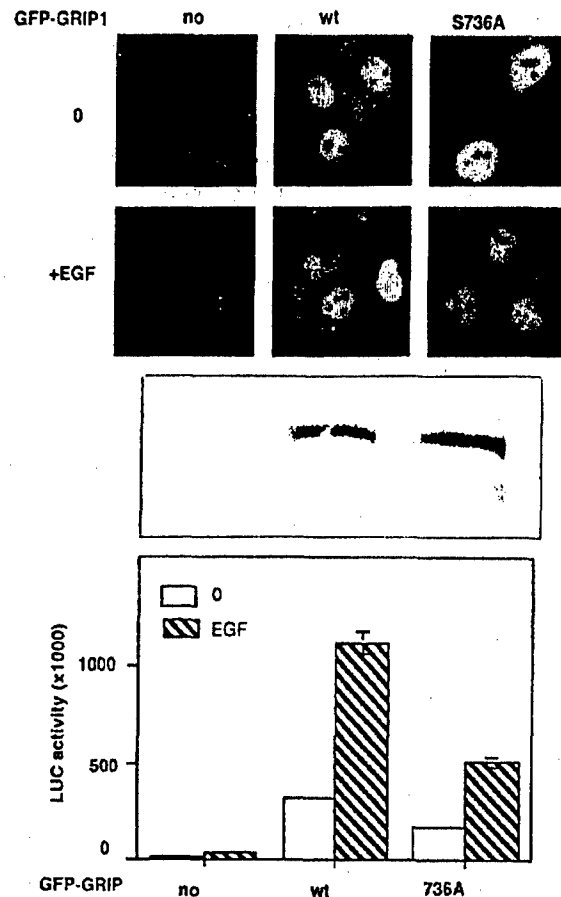 GFP-GRIP1 no wt S736A
0
+EGF
0
EGF
1000
500
0
LUC activity (x1000)
GFP-GRIP no wt 736A